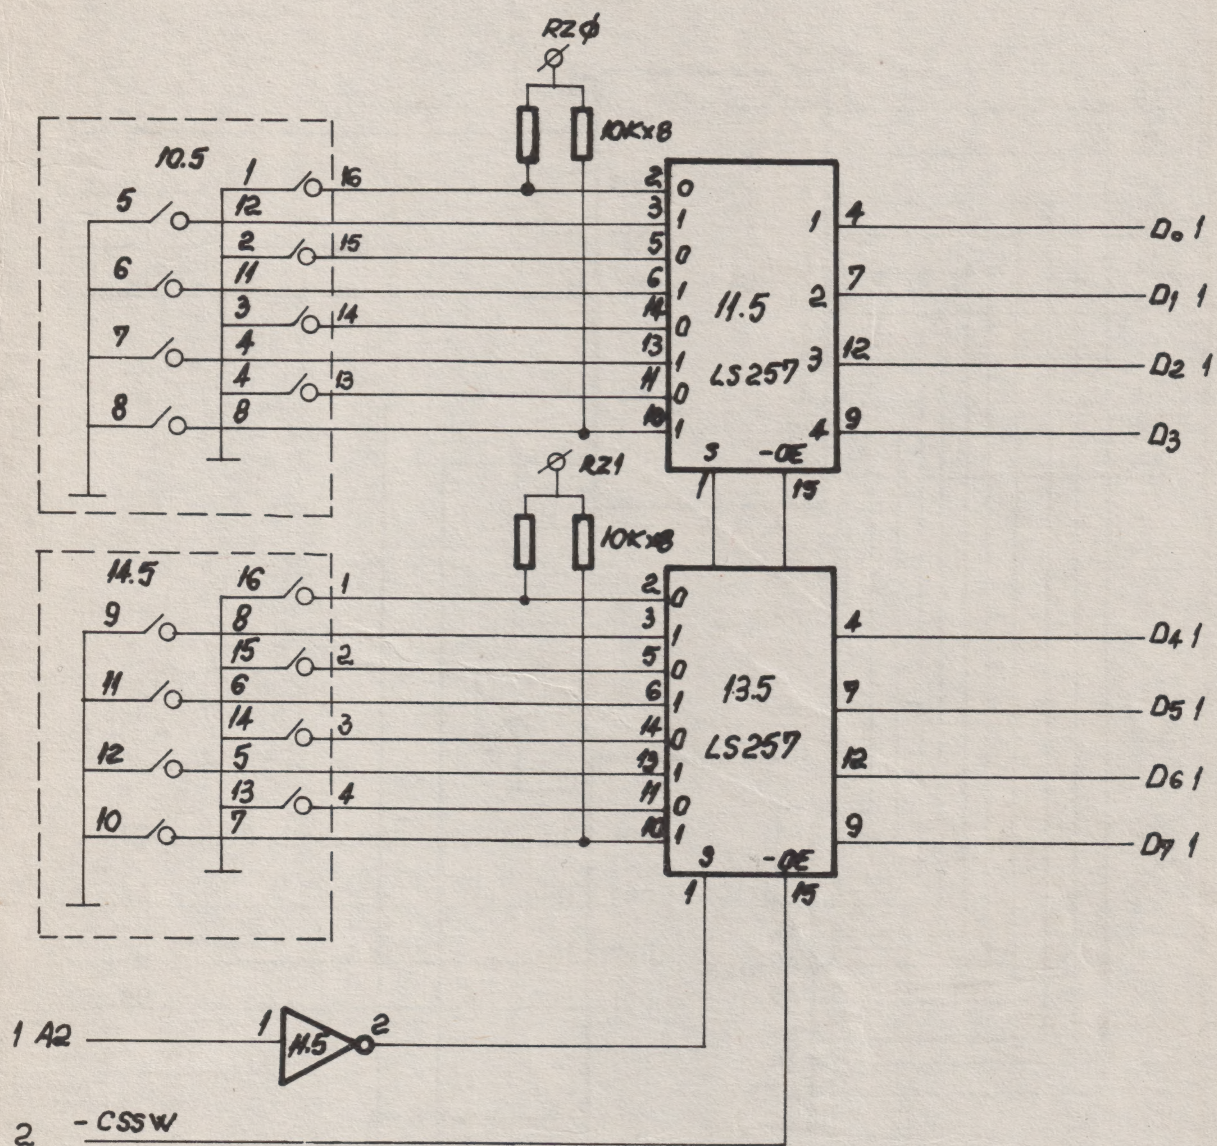 RZφ
10K×8
10.5
1 16 2 0
5 12 3 1 1 4 D0 1
2 15 5 0
6 11 6 1 2 7 D1 1
3 14 14 0 11.5
7 4 13 1 3 12 D2 1
4 13 11 0 LS257
8 8 10 1 4 9 D3
S -OE
1 15
RZ1
10K×8
14.5
16 1 2 0
9 8 3 1 4 D4 1
15 2 5 0
11 6 6 1 13.5 7 D5 1
14 3 14 0 LS257
12 5 13 1 12 D6 1
13 4 11 0
10 7 10 1 9 D7 1
S -OE
1 15
1 A2 1 11.5 2
2 -CSSW